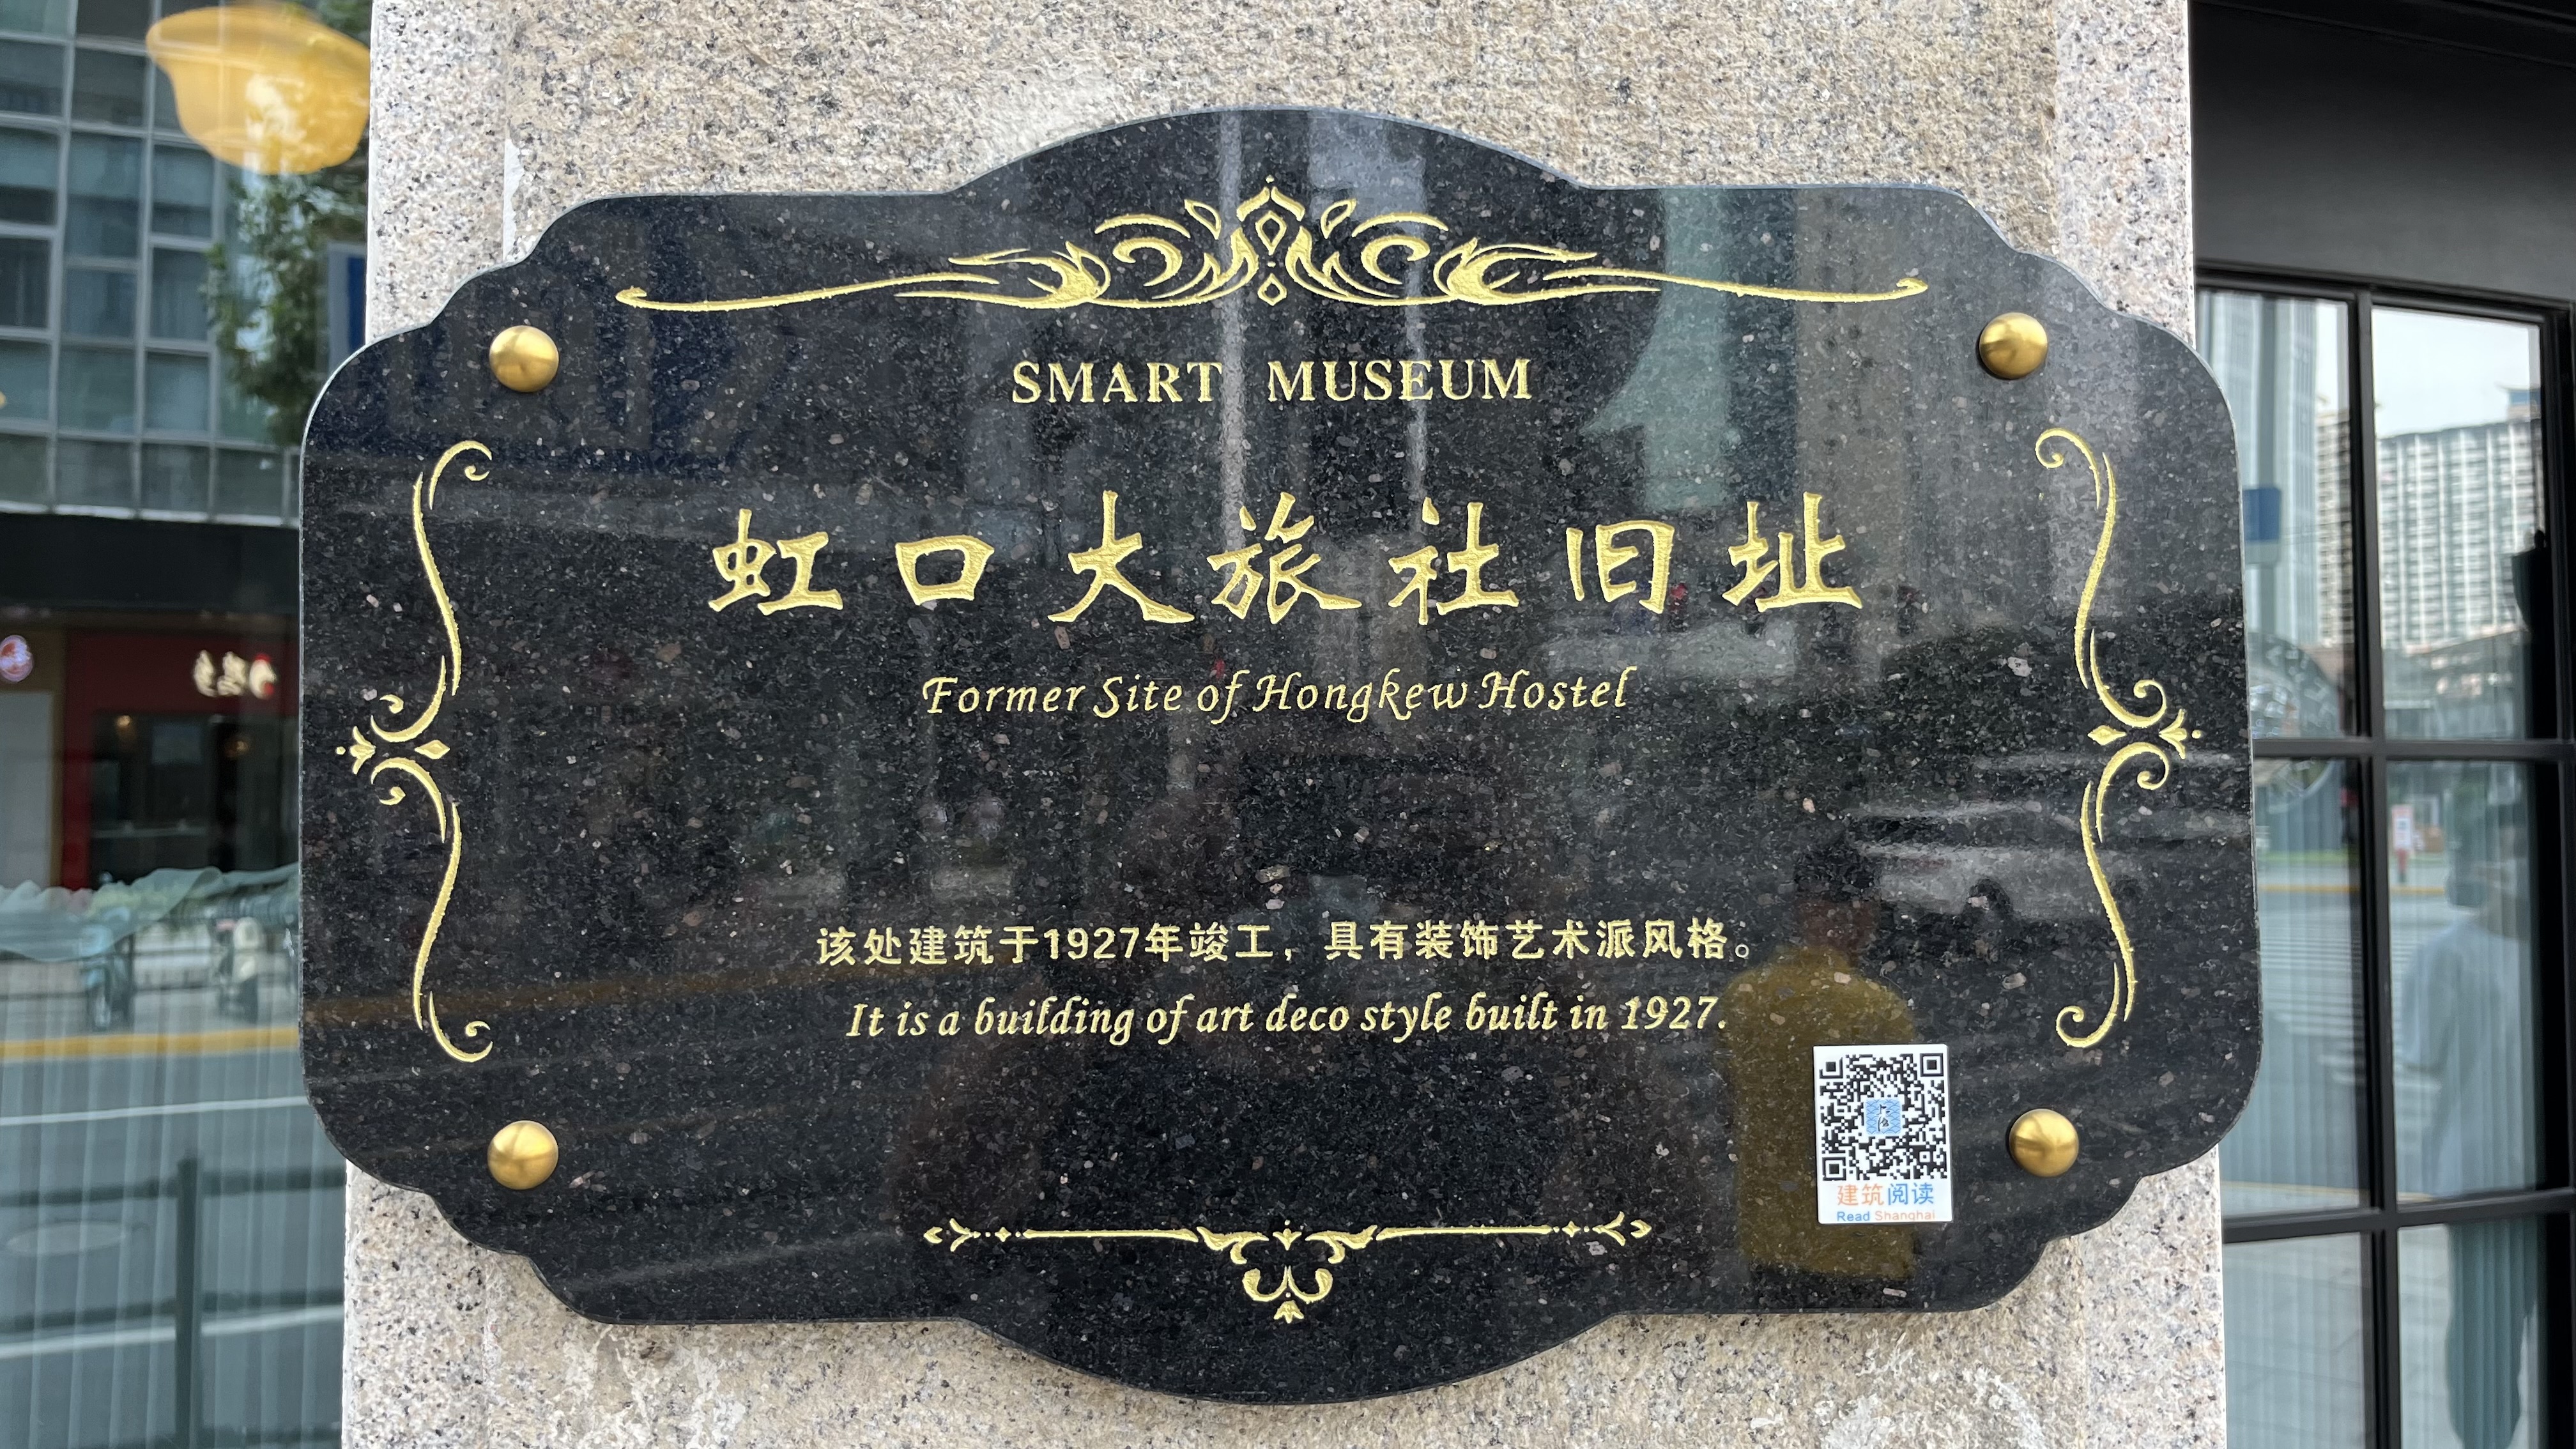 SMART MUSEUM
虹口大旅社旧址
Former Site of Hongkew Hostel
该处建筑于1927年竣工，具有装饰艺术派风格。
It is a building of art deco style built in 1927.
上海
建筑阅读
Read Shanghai